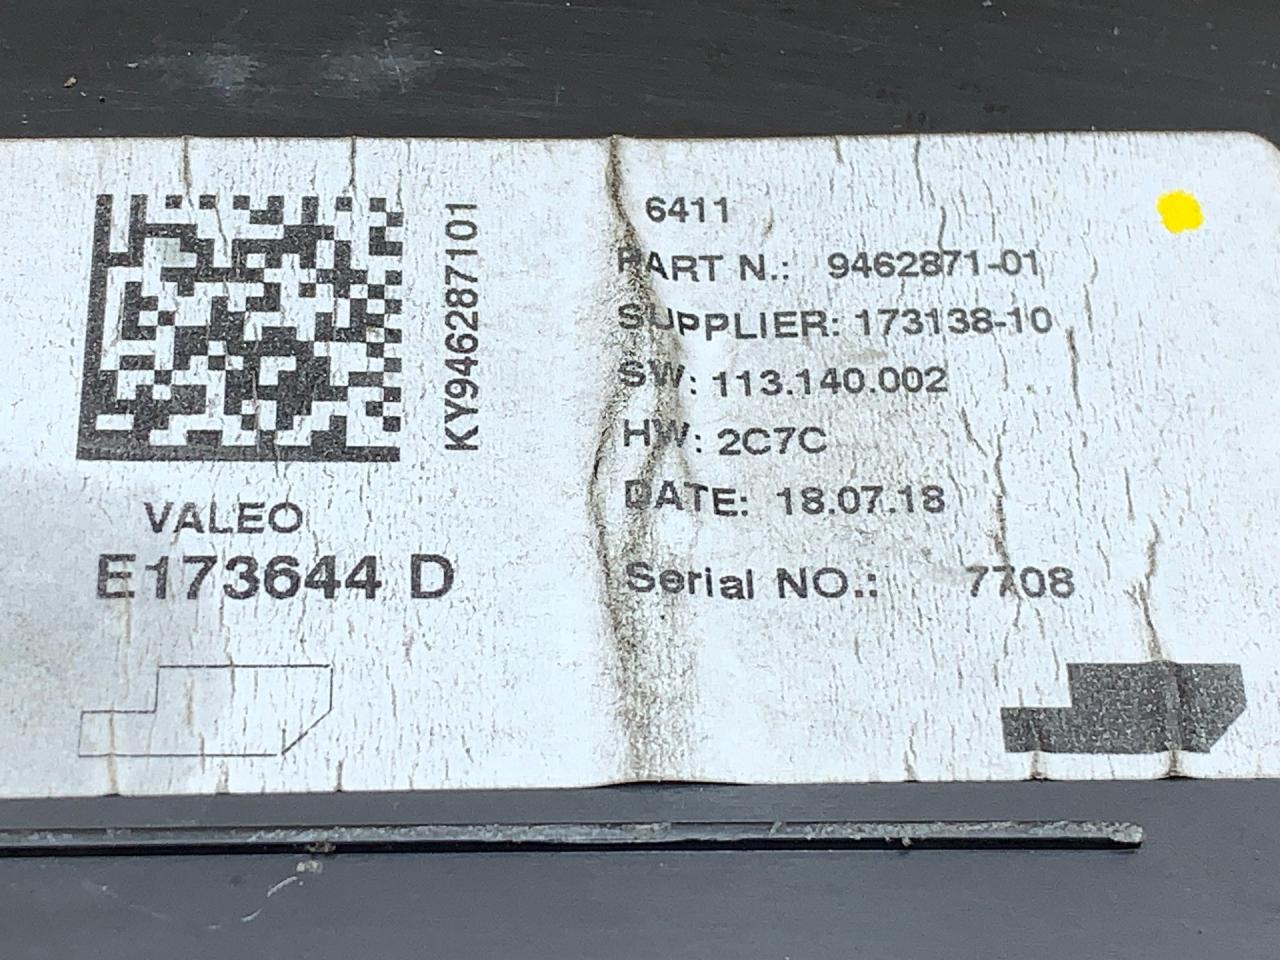 KY946287101
VALEO
E173644 D
6411
PART N.: 9462871-01
SUPPLIER: 173138-10
SW: 113.140.002
HW: 2C7C
DATE: 18.07.18
Serial NO.: 7708